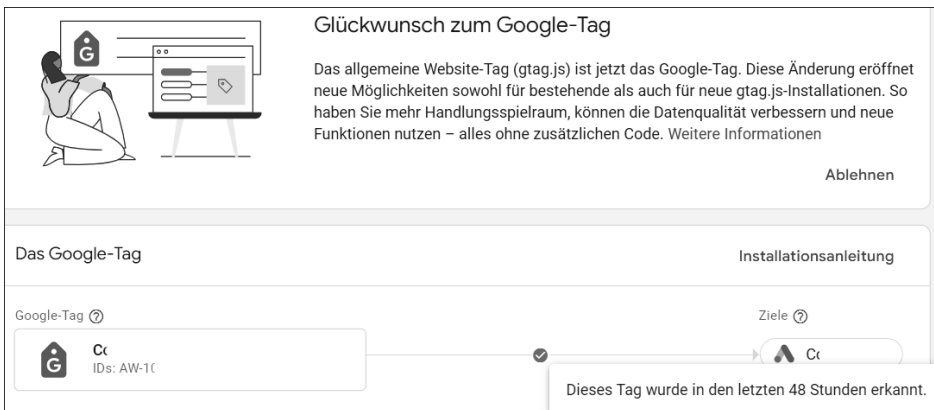 Glückwunsch zum Google-Tag
Das allgemeine Website-Tag (gtag.js) ist jetzt das Google-Tag. Diese Änderung eröffnet
neue Möglichkeiten sowohl für bestehende als auch für neue gtag.js-Installationen. So
haben Sie mehr Handlungsspielraum, können die Datenqualität verbessern und neue
Funktionen nutzen – alles ohne zusätzlichen Code. Weitere Informationen
Ablehnen
Das Google-Tag
Installationsanleitung
Google-Tag
Ziele
IDs: AW-1
Dieses Tag wurde in den letzten 48 Stunden erkannt.